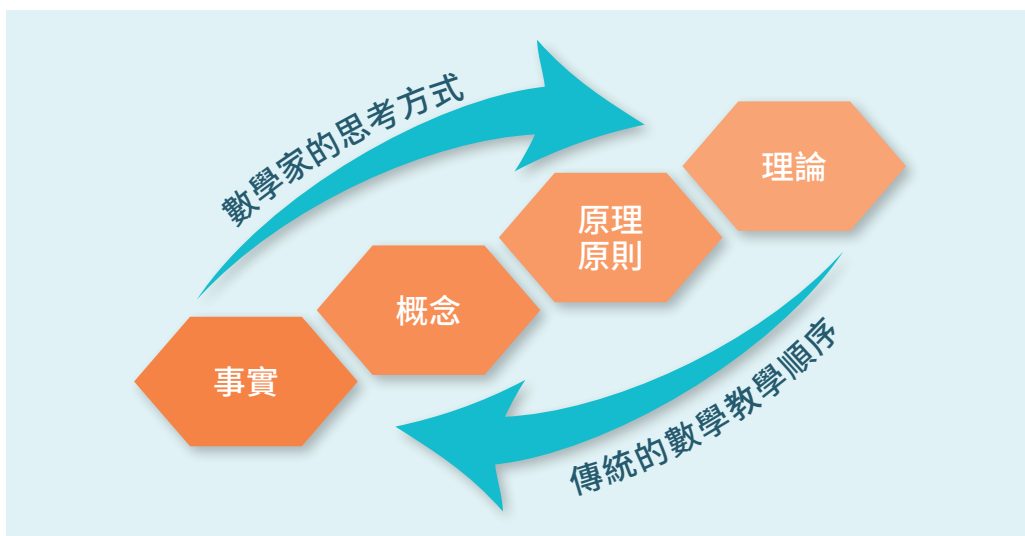 數學家的思考方式
理論
原理
原則
概念
事實
傳統的數學教學順序